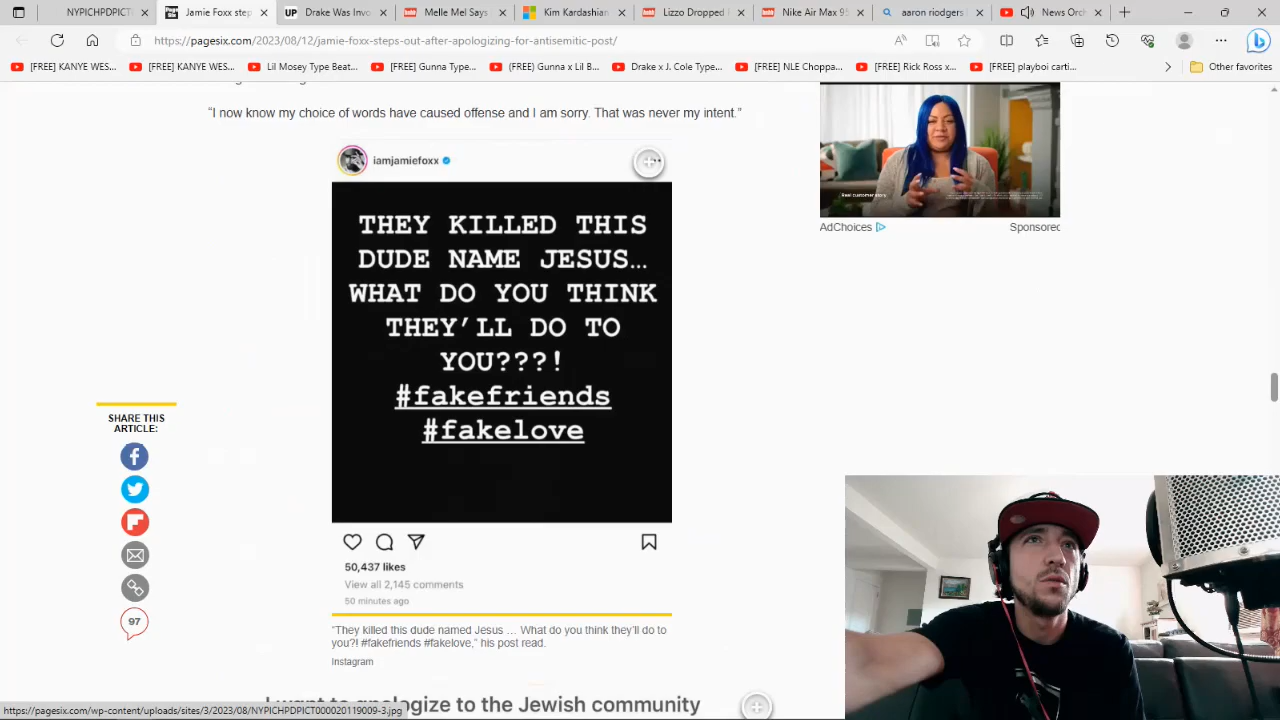 NYPICHPDPICT
Jamie Foxx step
Drake Was Invo
Melle Mel Says
Kim Kardashian
Lizzo Dropped
Nike Air Max 95
aaron riodgers
News Orch
https://pagesix.com/2023/08/12/jamie-foxx-steps-out-after-apologizing-for-antisemitic-post/
[FREE] KANYE WES...
[FREE] KANYE WES...
Lil Mosey Type Beat...
[FREE] Gunna Type...
(FREE) Gunna x Lil B...
Drake x J. Cole Type...
[FREE] NLE Choppa...
[FREE] Rick Ross x...
[FREE] playboi carti...
Other favorites
“I now know my choice of words have caused offense and I am sorry. That was never my intent.”
iamjamiefoxx
THEY KILLED THIS
DUDE NAME JESUS…
WHAT DO YOU THINK
THEY’LL DO TO
YOU???!
#fakefriends
#fakelove
Real customer story
AdChoices
Sponsored
SHARE THIS
ARTICLE:
97
50,437 likes
View all 2,145 comments
50 minutes ago
“They killed this dude named Jesus … What do you think they’ll do to
you?! #fakefriends #fakelove,” his post read.
Instagram
I want to apologize to the Jewish community
https://pagesix.com/wp-content/uploads/sites/3/2023/08/NYPICHPDPICT000020119009-3.jpg